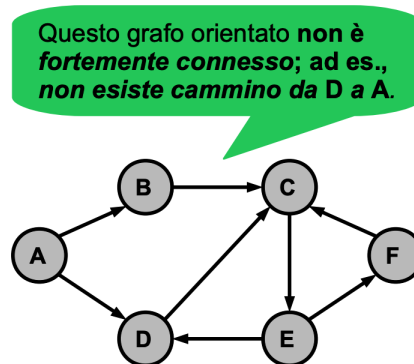 Questo grafo orientato non è
fortemente connesso; ad es.,
non esiste cammino da D a A.
B
C
A
F
D
E